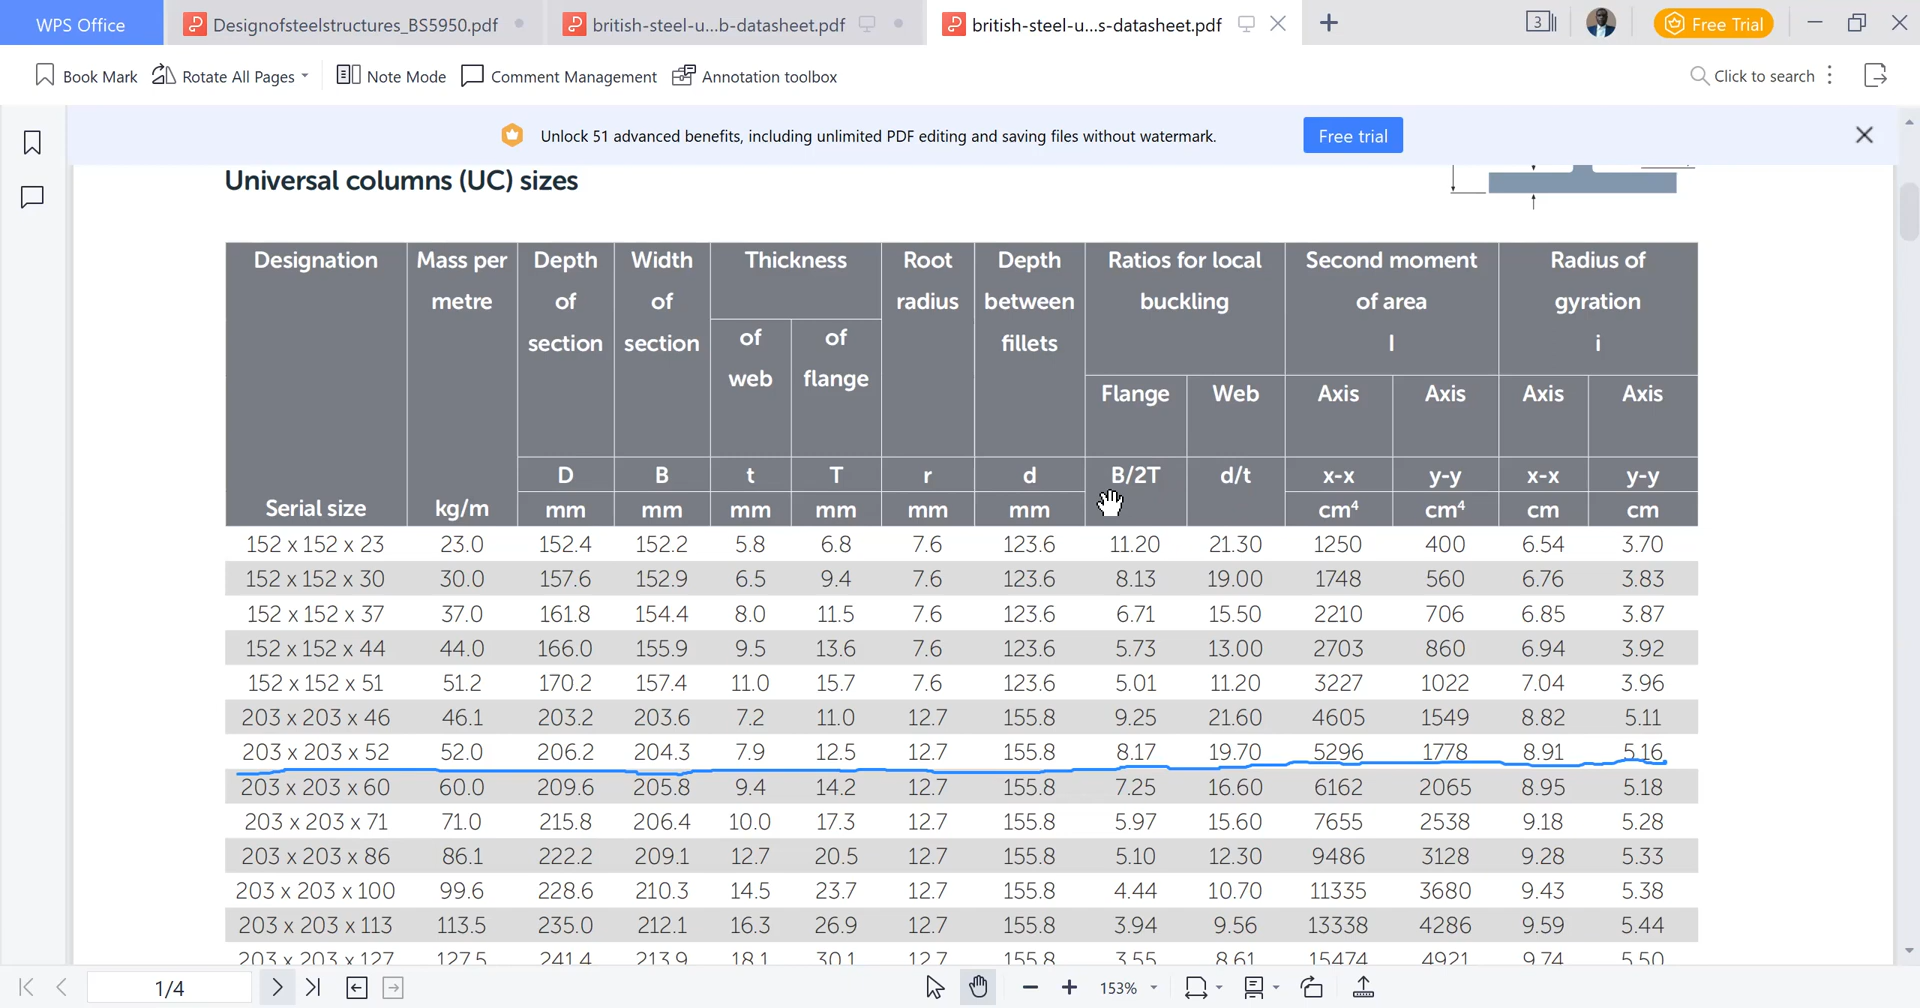 WPS Office
Designofsteelstructures_BS5950.pdf
british-steel-u...b-datasheet.pdf
british-steel-u...s-datasheet.pdf
3
Free Trial
Book Mark Rotate All Pages Note Mode Comment Management Annotation toolbox Click to search
Unlock 51 advanced benefits, including unlimited PDF editing and saving files without watermark. Free trial
Universal columns (UC) sizes
Designation Mass per Depth Width Thickness Root Depth Ratios for local Second moment Radius of
metre of of radius between buckling of area gyration
section section of of fillets I i
web flange
Flange Web Axis Axis Axis Axis
D B t T r d B/2T d/t x-x y-y x-x y-y
Serial size kg/m mm mm mm mm mm mm cm⁴ cm⁴ cm cm
152 x 152 x 23 23.0 152.4 152.2 5.8 6.8 7.6 123.6 11.20 21.30 1250 400 6.54 3.70
152 x 152 x 30 30.0 157.6 152.9 6.5 9.4 7.6 123.6 8.13 19.00 1748 560 6.76 3.83
152 x 152 x 37 37.0 161.8 154.4 8.0 11.5 7.6 123.6 6.71 15.50 2210 706 6.85 3.87
152 x 152 x 44 44.0 166.0 155.9 9.5 13.6 7.6 123.6 5.73 13.00 2703 860 6.94 3.92
152 x 152 x 51 51.2 170.2 157.4 11.0 15.7 7.6 123.6 5.01 11.20 3227 1022 7.04 3.96
203 x 203 x 46 46.1 203.2 203.6 7.2 11.0 12.7 155.8 9.25 21.60 4605 1549 8.82 5.11
203 x 203 x 52 52.0 206.2 204.3 7.9 12.5 12.7 155.8 8.17 19.70 5296 1778 8.91 5.16
203 x 203 x 60 60.0 209.6 205.8 9.4 14.2 12.7 155.8 7.25 16.60 6162 2065 8.95 5.18
203 x 203 x 71 71.0 215.8 206.4 10.0 17.3 12.7 155.8 5.97 15.60 7655 2538 9.18 5.28
203 x 203 x 86 86.1 222.2 209.1 12.7 20.5 12.7 155.8 5.10 12.30 9486 3128 9.28 5.33
203 x 203 x 100 99.6 228.6 210.3 14.5 23.7 12.7 155.8 4.44 10.70 11335 3680 9.43 5.38
203 x 203 x 113 113.5 235.0 212.1 16.3 26.9 12.7 155.8 3.94 9.56 13338 4286 9.59 5.44
203 x 203 x 127 127.5 241.4 213.9 18.1 30.1 12.7 155.8 3.55 8.61 15474 4921 9.74 5.50
1/4 153%